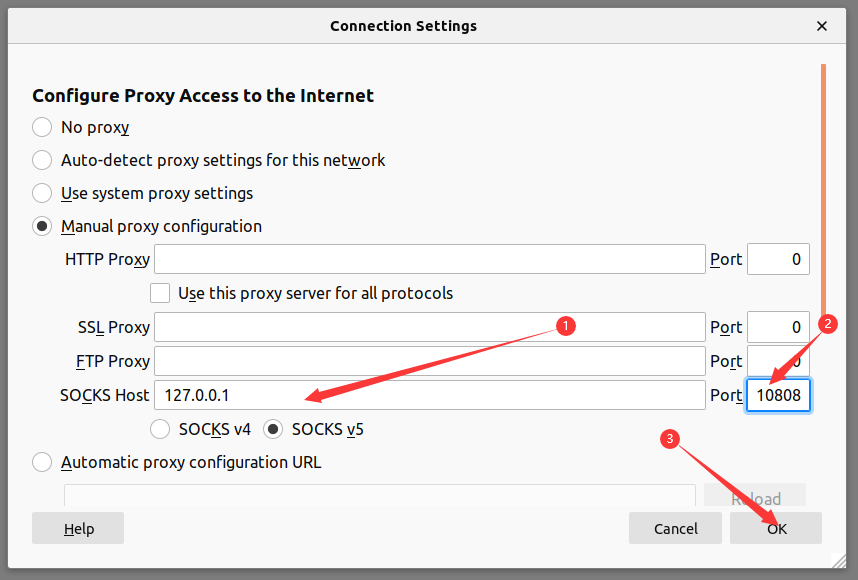 Connection Settings
Configure Proxy Access to the Internet
No proxy
Auto-detect proxy settings for this network
Use system proxy settings
Manual proxy configuration
HTTP Proxy Port 0
Use this proxy server for all protocols
SSL Proxy 1 Port 0 2
FTP Proxy Port 0
SOCKS Host 127.0.0.1 Port 10808
SOCKS v4 SOCKS v5 3
Automatic proxy configuration URL
Reload
Help Cancel OK